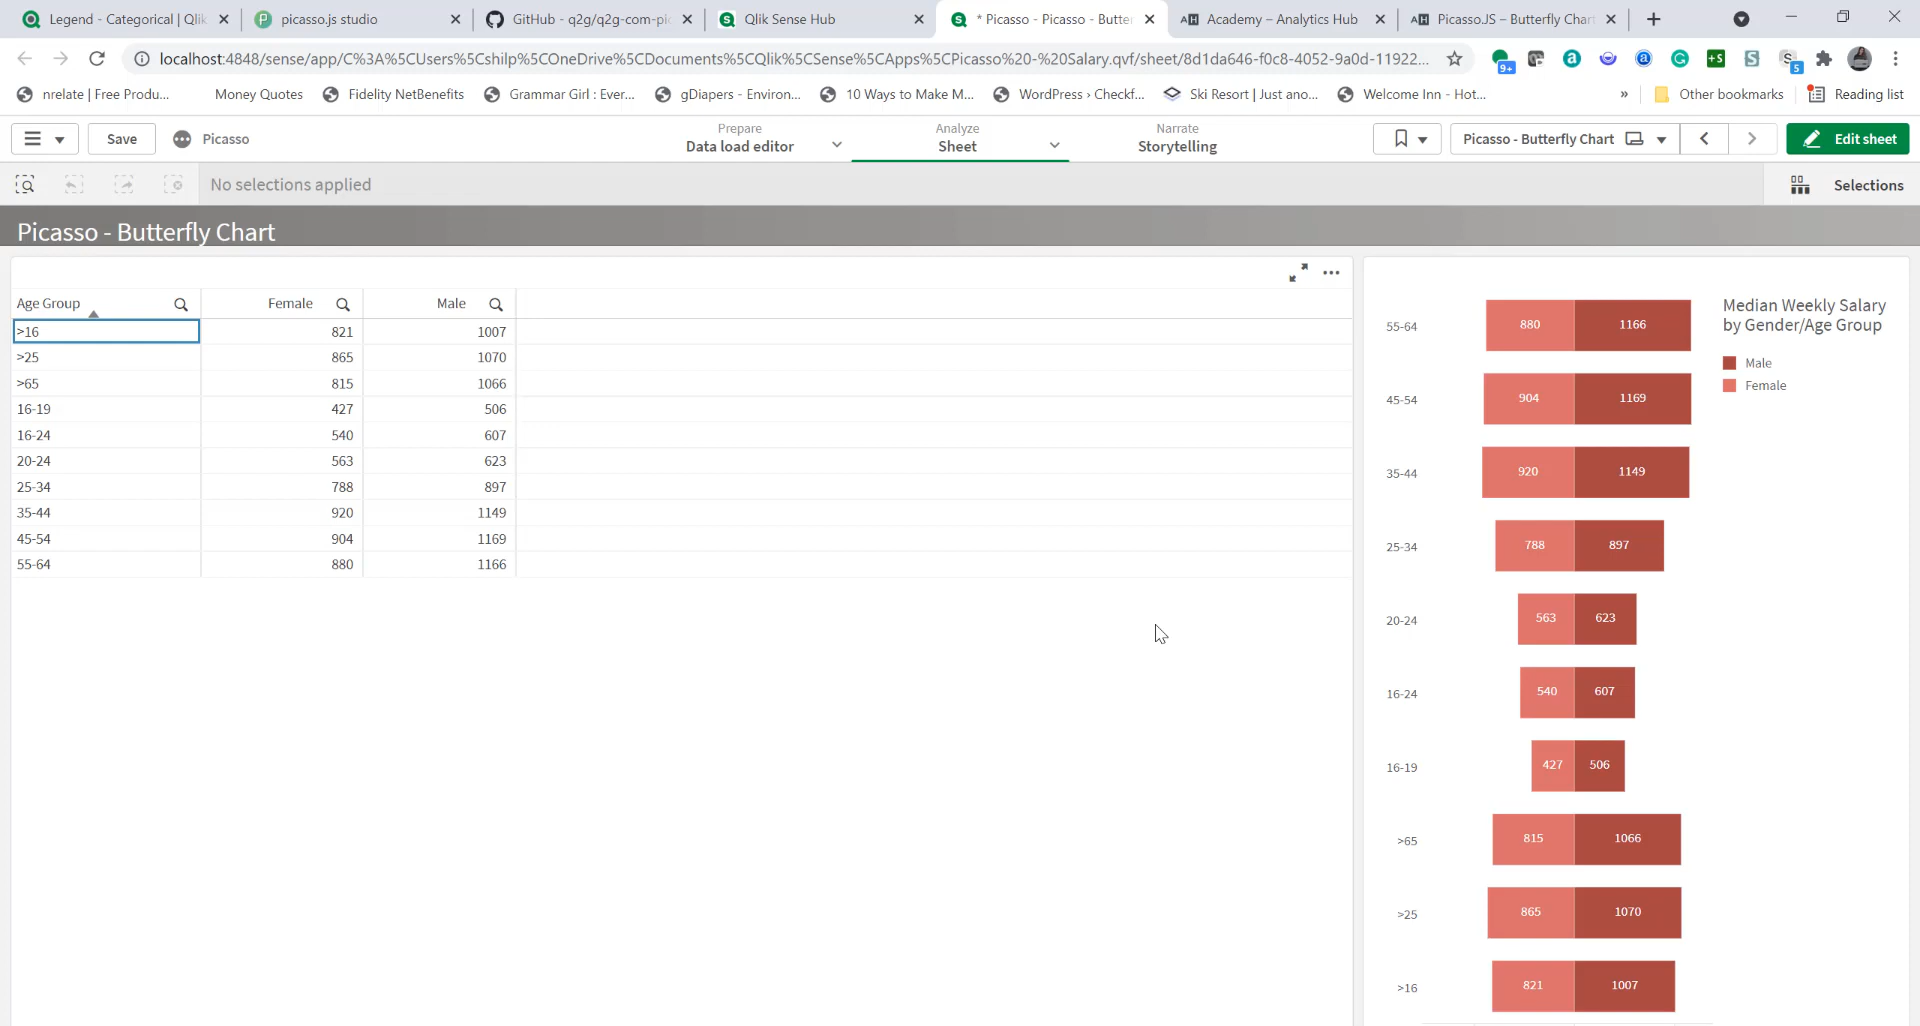 Legend - Categorical | Qlik
picasso.js studio
GitHub - q2g/q2g-com-pic
Qlik Sense Hub
* Picasso - Picasso - Butter
Academy – Analytics Hub
PicassoJS – Butterfly Chart
localhost:4848/sense/app/C%3A%5CUsers%5Cshilp%5COneDrive%5CDocuments%5CQlik%5CSense%5CApps%5CPicasso%20-%20Salary.qvf/sheet/8d1da646-f0c8-4052-9a0d-11922...
9+
+S
5
nrelate | Free Produ...
Money Quotes
Fidelity NetBenefits
Grammar Girl : Ever...
gDiapers - Environ...
10 Ways to Make M...
WordPress › Checkf...
Ski Resort | Just ano...
Welcome Inn - Hot...
»
Other bookmarks
Reading list
Save
Picasso
Prepare
Data load editor
Analyze
Sheet
Narrate
Storytelling
Picasso - Butterfly Chart
Edit sheet
No selections applied
Selections
Picasso - Butterfly Chart
Age Group Female Male
>16 821 1007
>25 865 1070
>65 815 1066
16-19 427 506
16-24 540 607
20-24 563 623
25-34 788 897
35-44 920 1149
45-54 904 1169
55-64 880 1166
Median Weekly Salary
by Gender/Age Group
Male
Female
55-64 880 1166
45-54 904 1169
35-44 920 1149
25-34 788 897
20-24 563 623
16-24 540 607
16-19 427 506
>65 815 1066
>25 865 1070
>16 821 1007